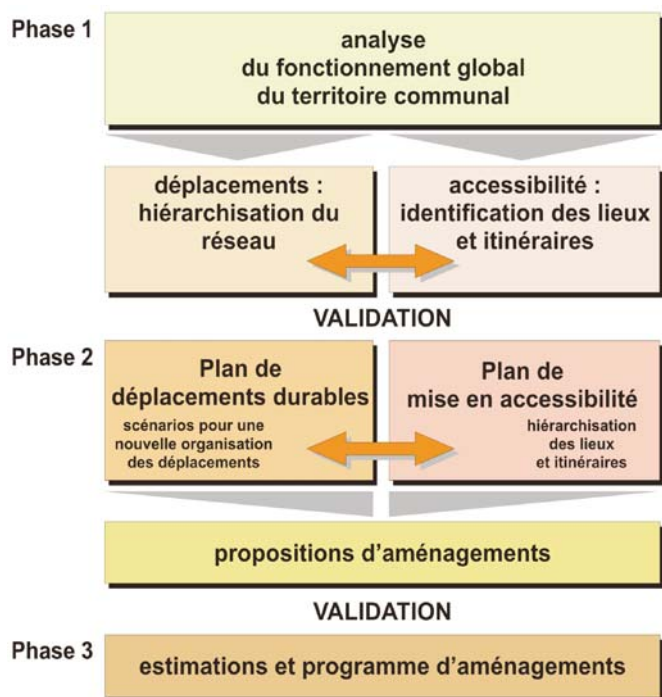 Phase 1
analyse
du fonctionnement global
du territoire communal
déplacements :
hiérarchisation du
réseau
accessibilité :
identification des lieux
et itinéraires
VALIDATION
Phase 2
Plan de
déplacements durables
scénarios pour une
nouvelle organisation
des déplacements
Plan de
mise en accessibilité
hiérarchisation
des lieux
et itinéraires
propositions d’aménagements
VALIDATION
Phase 3
estimations et programme d’aménagements